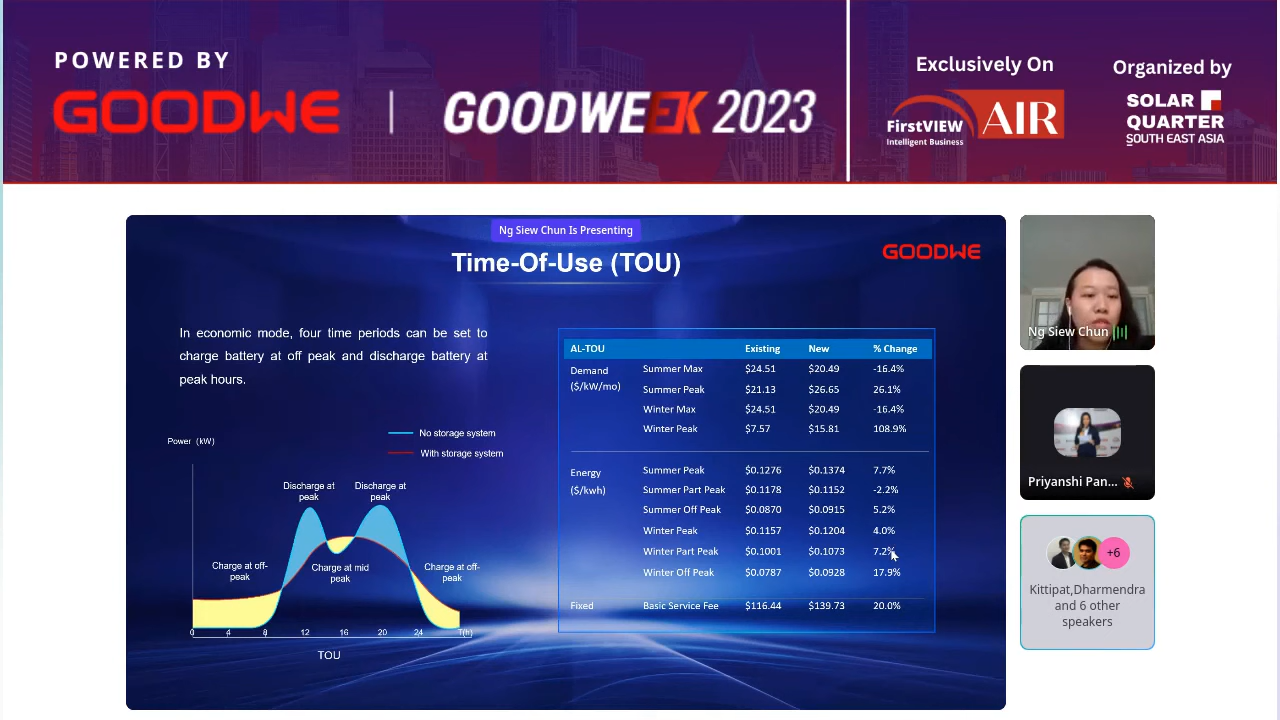 POWERED BY
GOODWE
GOODWEEK 2023
Exclusively On
FirstVIEW
Intelligent Business
AIR
Organized by
SOLAR
QUARTER
SOUTH EAST ASIA
Ng Siew Chun Is Presenting
Time-Of-Use (TOU)
GOODWE
In economic mode, four time periods can be set to
charge battery at off peak and discharge battery at
peak hours.
Power (kW)
No storage system
With storage system
Discharge at
peak
Discharge at
peak
Charge at off-
peak
Charge at mid
peak
Charge at off-
peak
0 4 8 12 16 20 24 T(h)
TOU
AL-TOU Existing New % Change
Demand
($/kW/mo)
Summer Max $24.51 $20.49 -16.4%
Summer Peak $21.13 $26.65 26.1%
Winter Max $24.51 $20.49 -16.4%
Winter Peak $7.57 $15.81 108.9%
Energy
($/kwh)
Summer Peak $0.1276 $0.1374 7.7%
Summer Part Peak $0.1178 $0.1152 -2.2%
Summer Off Peak $0.0870 $0.0915 5.2%
Winter Peak $0.1157 $0.1204 4.0%
Winter Part Peak $0.1001 $0.1073 7.2%
Winter Off Peak $0.0787 $0.0928 17.9%
Fixed Basic Service Fee $116.44 $139.73 20.0%
Ng Siew Chun
Priyanshi Pan...
+6
Kittipat,Dharmendra
and 6 other
speakers